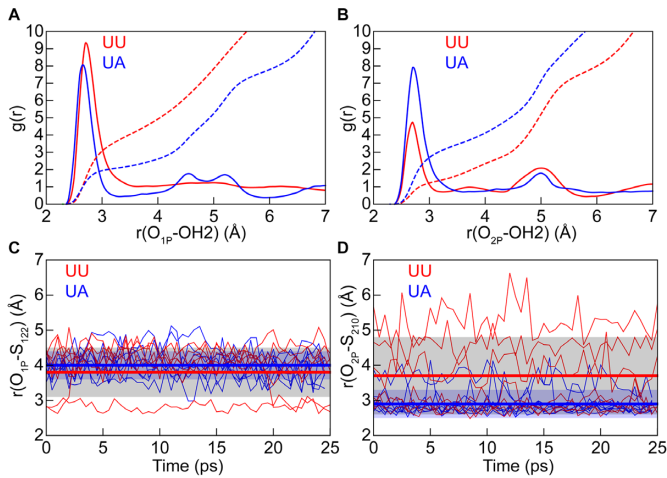 A
UU
UA
g(r)
10
9
8
7
6
5
4
3
2
1
0
2 3 4 5 6 7
r(O1P-OH2) (Å)
B
UU
UA
g(r)
10
9
8
7
6
5
4
3
2
1
0
2 3 4 5 6 7
r(O2P-OH2) (Å)
C
UU
UA
r(O1P-S122) (Å)
7
6
5
4
3
2
0 5 10 15 20 25
Time (ps)
D
UU
UA
r(O2P-S210) (Å)
7
6
5
4
3
2
0 5 10 15 20 25
Time (ps)